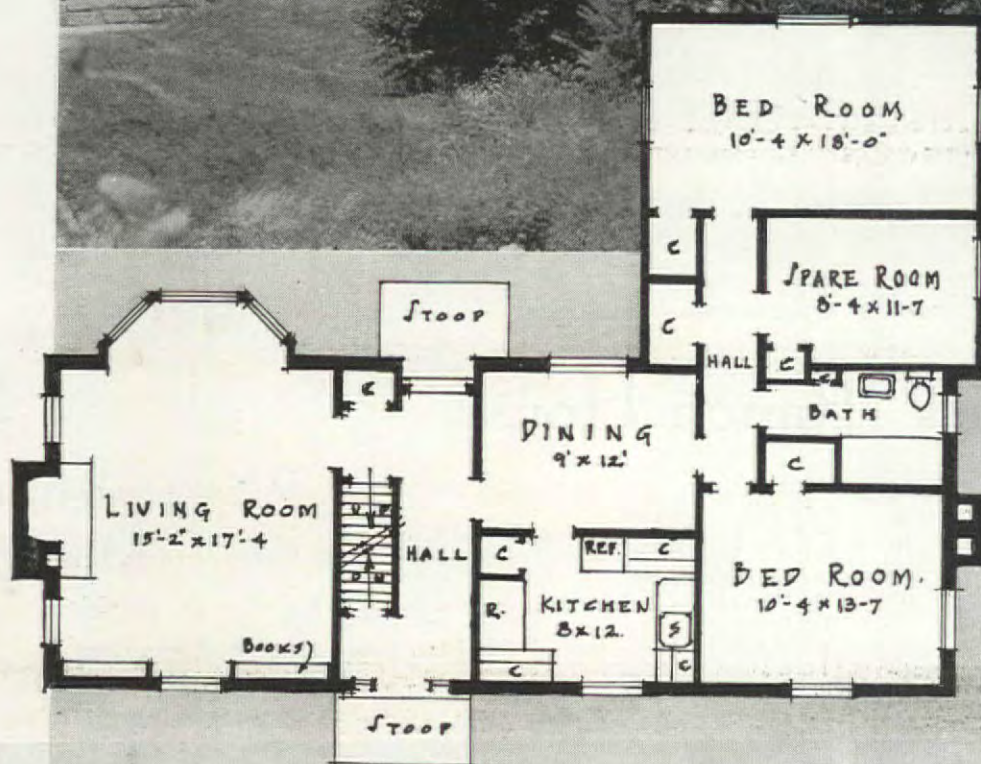 BED ROOM
10'-4 x 18'-0"
C
SPARE ROOM
8'-4 x 11-7
C
STOOP
HALL
C
C
C
BATH
DINING
9' x 12'
C
LIVING ROOM
15'-2" x 17'-4
UP
DN
HALL
C
REF.
C
BED ROOM.
10'-4 x 13-7
R.
KITCHEN
8 x 12.
S
BOOKS
C
C
STOOP